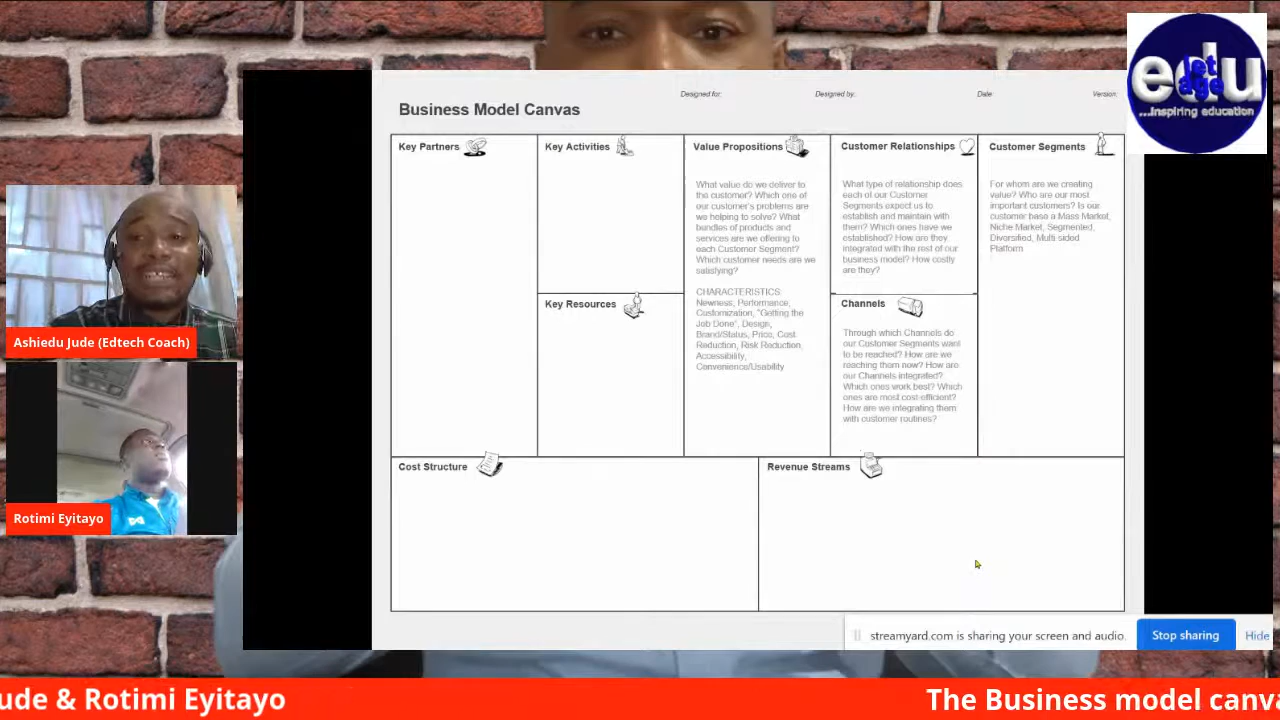 edu
jet
age
...inspiring education
Designed for:
Designed by:
Date:
Version:
Business Model Canvas
Key Partners
Key Activities
Value Propositions
Customer Relationships
Customer Segments
What value do we deliver to
the customer? Which one of
our customer's problems are
we helping to solve? What
bundles of products and
services are we offering to
each Customer Segment?
Which customer needs are we
satisfying?
CHARACTERISTICS:
Newness, Performance,
Customization, "Getting the
Job Done", Design,
Brand/Status, Price, Cost
Reduction, Risk Reduction,
Accessibility,
Convenience/Usability
What type of relationship does
each of our Customer
Segments expect us to
establish and maintain with
them? Which ones have we
established? How are they
integrated with the rest of our
business model? How costly
are they?
For whom are we creating
value? Who are our most
important customers? Is our
customer base a Mass Market,
Niche Market, Segmented,
Diversified, Multi-sided
Platform
Key Resources
Channels
Through which Channels do
our Customer Segments want
to be reached? How are we
reaching them now? How are
our Channels integrated?
Which ones work best? Which
ones are most cost-efficient?
How are we integrating them
with customer routines?
Cost Structure
Revenue Streams
Ashiedu Jude (Edtech Coach)
Rotimi Eyitayo
streamyard.com is sharing your screen and audio.
Stop sharing
Hide
ude & Rotimi Eyitayo
The Business model canva